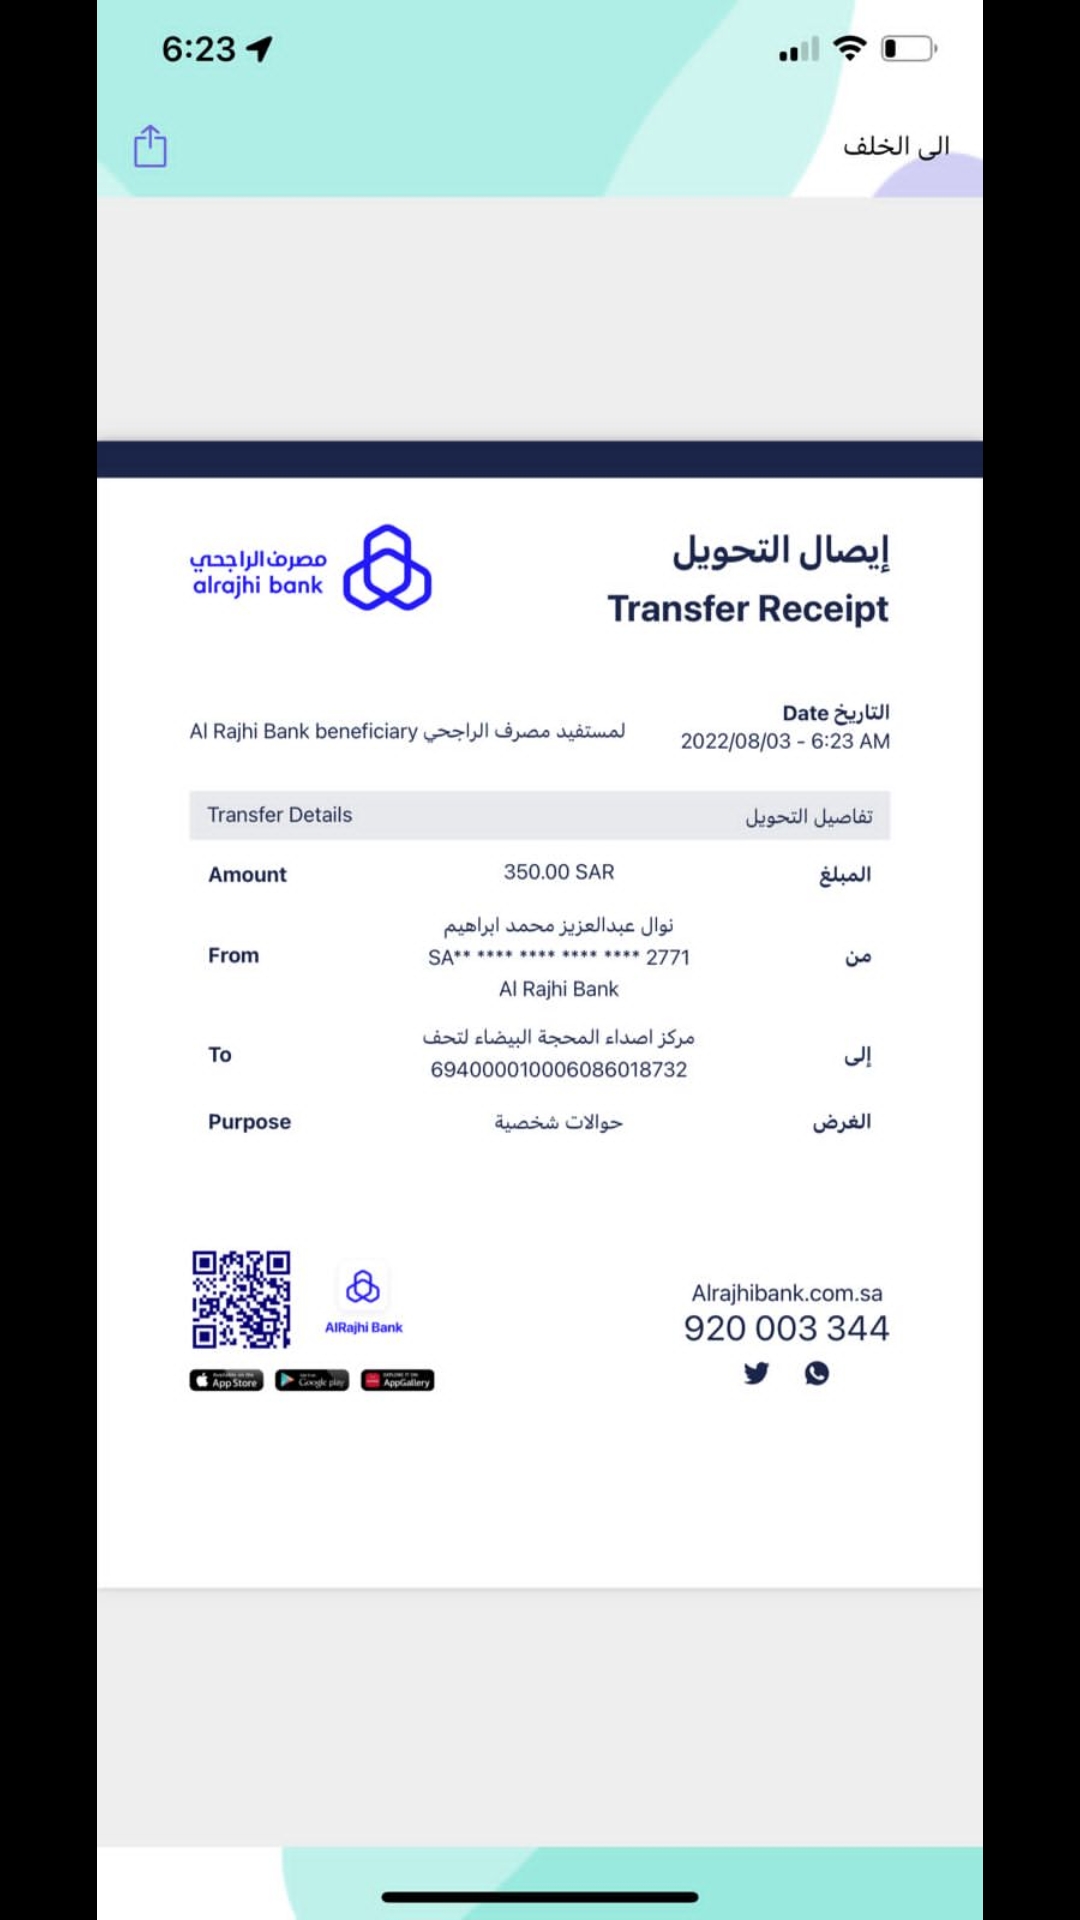 6:23
الى الخلف
مصرف الراجحي
alrajhi bank
إيصال التحويل
Transfer Receipt
التاريخ Date
2022/08/03 - 6:23 AM
لمستفيد مصرف الراجحي Al Rajhi Bank beneficiary
Transfer Details تفاصيل التحويل
Amount 350.00 SAR المبلغ
نوال عبدالعزيز محمد ابراهيم
From SA** **** **** **** **** 2771 من
Al Rajhi Bank
مركز اصداء المحجة البيضاء لتحف
To إلى
694000010006086018732
Purpose حوالات شخصية الغرض
AlRajhi Bank
Alrajhibank.com.sa
920 003 344
App Store
Google play
AppGallery